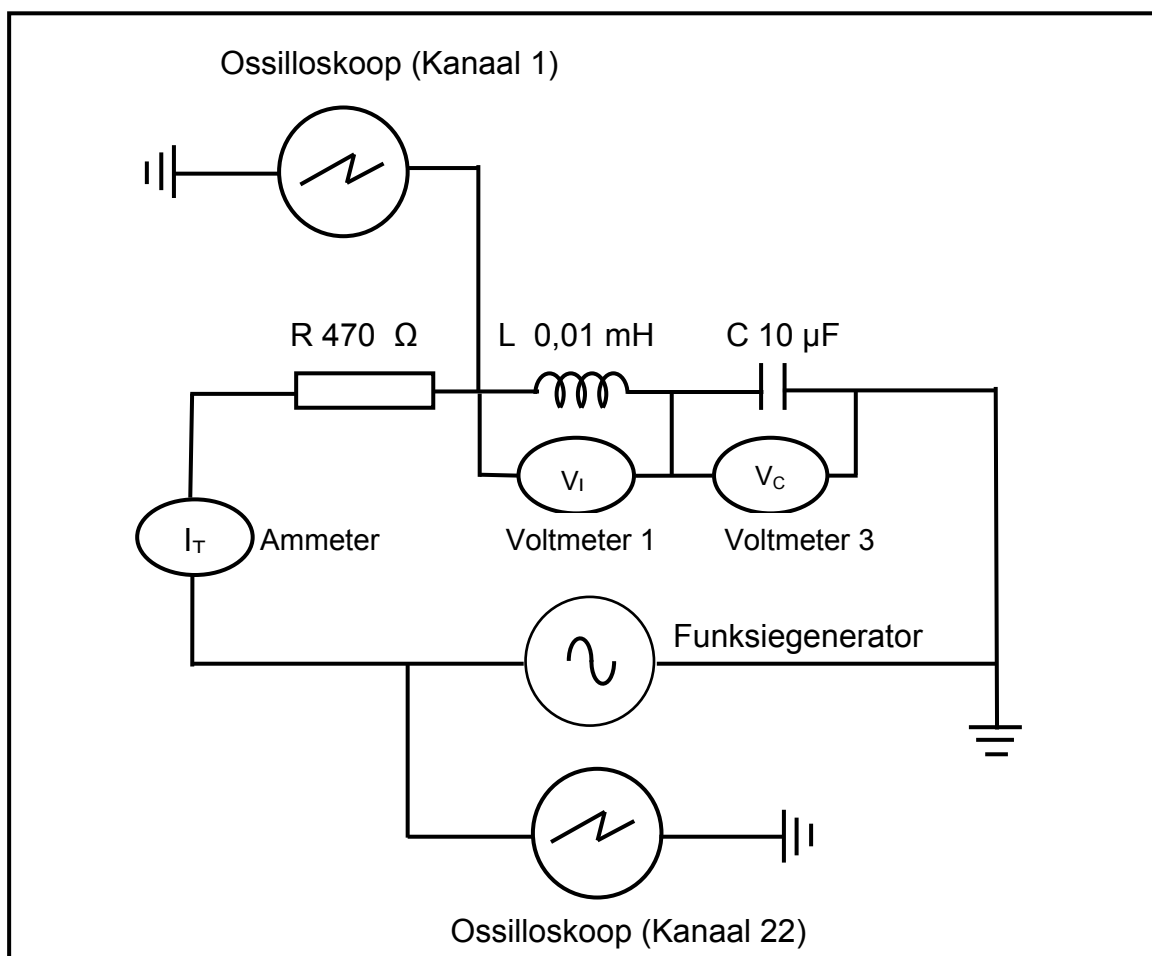 Ossilloskoop (Kanaal 1)
R 470 Ω L 0,01 mH C 10 µF
VI VC
IT Ammeter Voltmeter 1 Voltmeter 3
Funksiegenerator
Ossilloskoop (Kanaal 22)